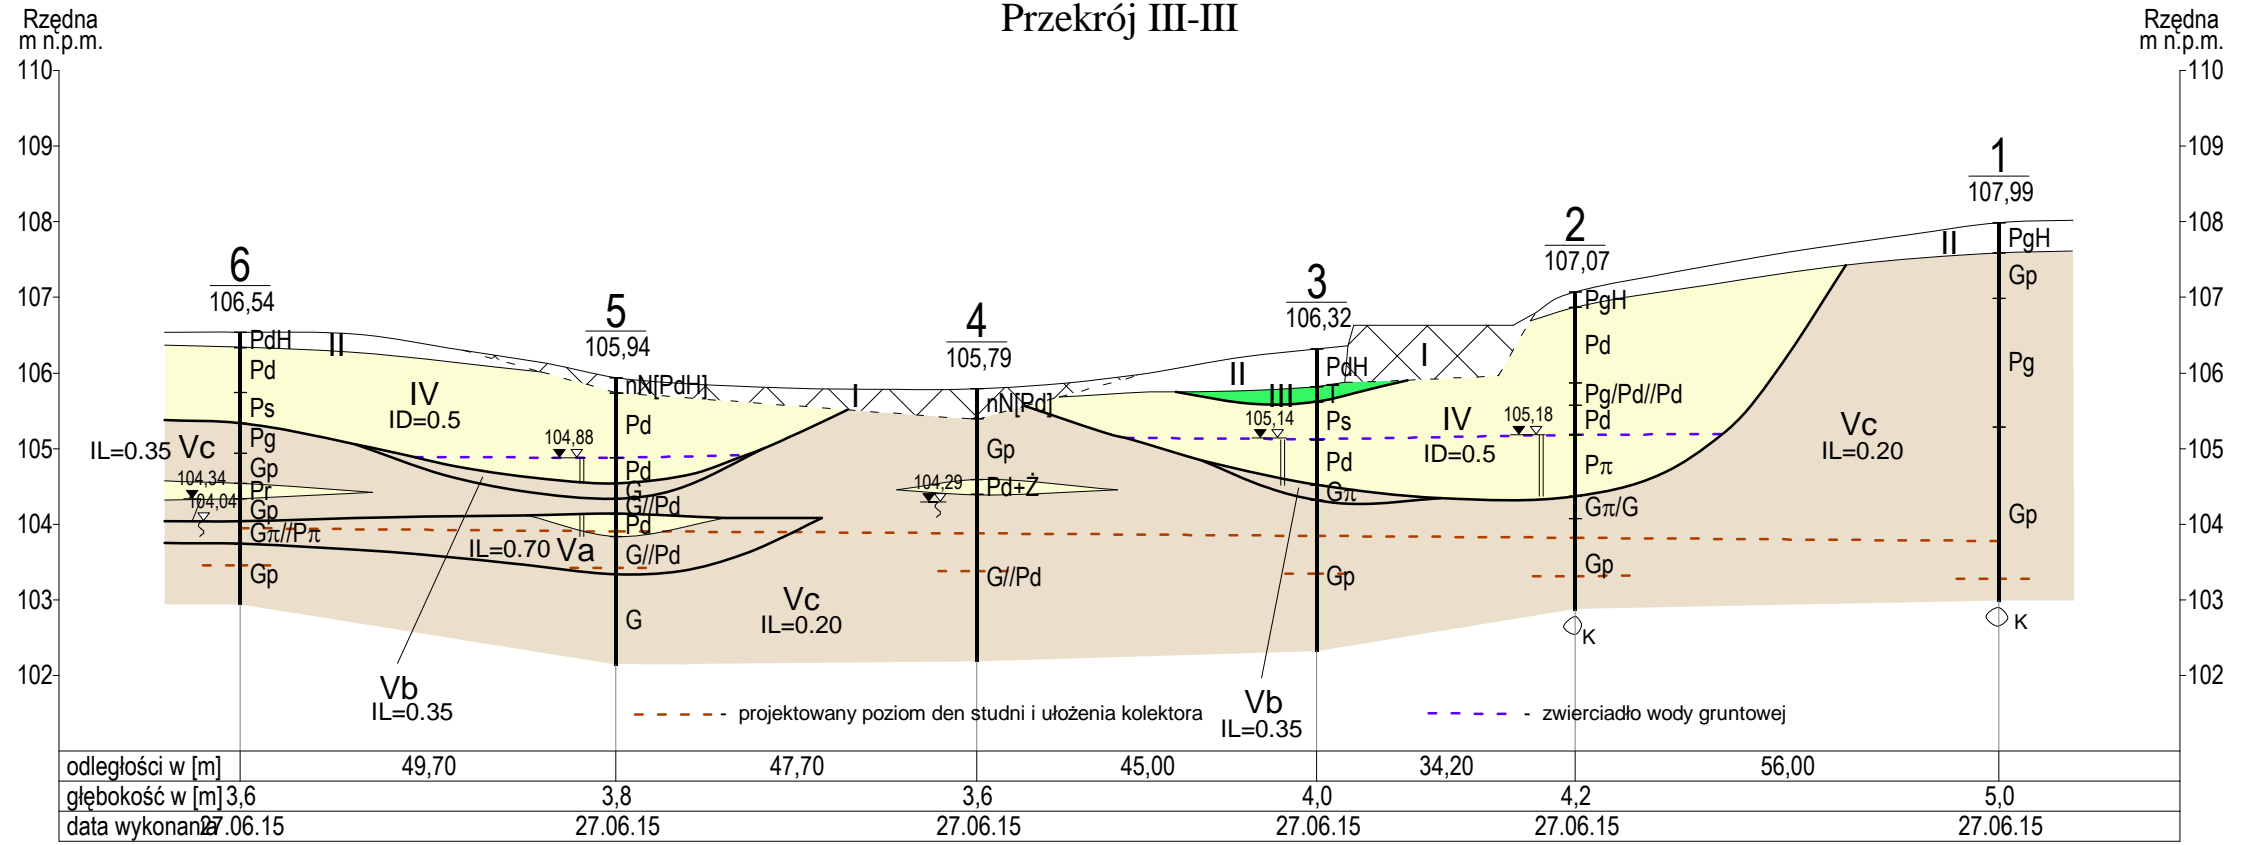 Przekrój III-III
Rzędna
m n.p.m.
Rzędna
m n.p.m.
110
109
108
107
106
105
104
103
102
110
109
108
107
106
105
104
103
102
6
106,54
PdH
Pd
Ps
Pg
Gp
Pr
Gp
Gπ//Pπ
Gp
II
IV
ID=0.5
IL=0.35 Vc
104,34
104,04
5
105,94
nN[PdH]
Pd
Pd
G
G//Pd
Pd
G//Pd
G
104,88
IL=0.70 Va
Vb
IL=0.35
I
4
105,79
nN[Pd]
Gp
Pd+Ż
G//Pd
104,29
Vc
IL=0.20
3
106,32
PdH
T
Ps
Pd
Gπ
Gp
II
III
105,14
I
Vb
IL=0.35
2
107,07
PgH
Pd
Pg/Pd//Pd
Pd
Pπ
Gπ/G
Gp
IV
ID=0.5
105,18
K
1
107,99
PgH
Gp
Pg
Gp
II
Vc
IL=0.20
K
- projektowany poziom den studni i ułożenia kolektora
- zwierciadło wody gruntowej
odległości w [m] 49,70 47,70 45,00 34,20 56,00
głębokość w [m] 3,6 3,8 3,6 4,0 4,2 5,0
data wykonania 27.06.15 27.06.15 27.06.15 27.06.15 27.06.15 27.06.15